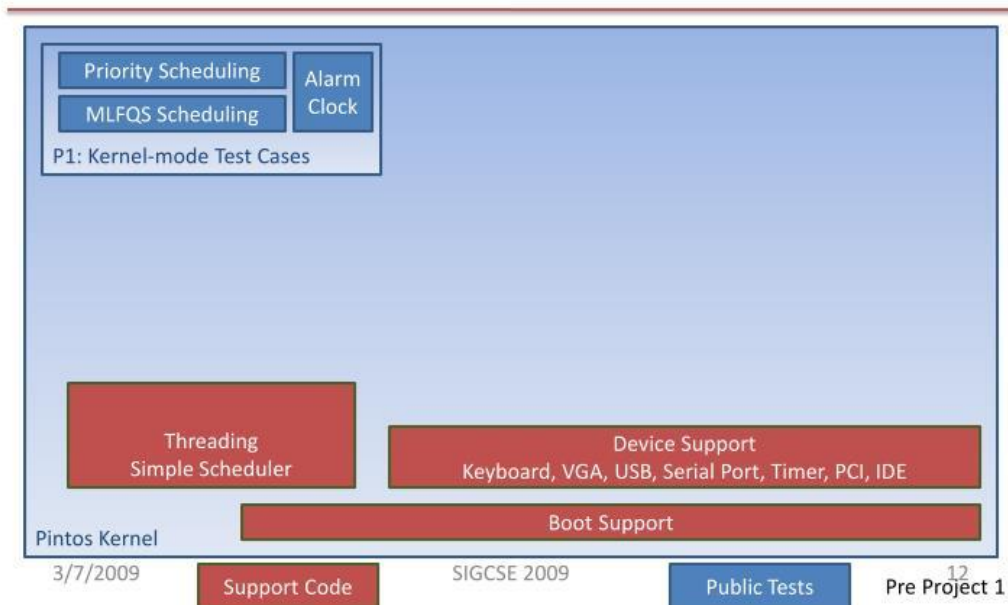 Priority Scheduling
MLFQS Scheduling
Alarm
Clock
P1: Kernel-mode Test Cases
Threading
Simple Scheduler
Device Support
Keyboard, VGA, USB, Serial Port, Timer, PCI, IDE
Boot Support
Pintos Kernel
3/7/2009
Support Code
SIGCSE 2009
Public Tests
12
Pre Project 1